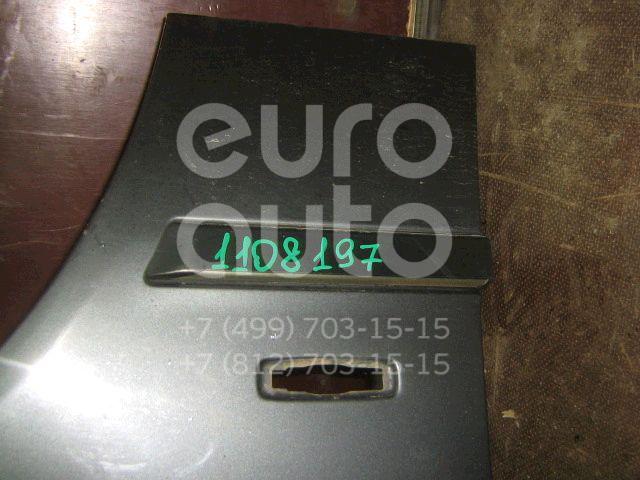 euro
auto
1108197
+7 (499) 703-15-15
+7 (812) 703-15-15